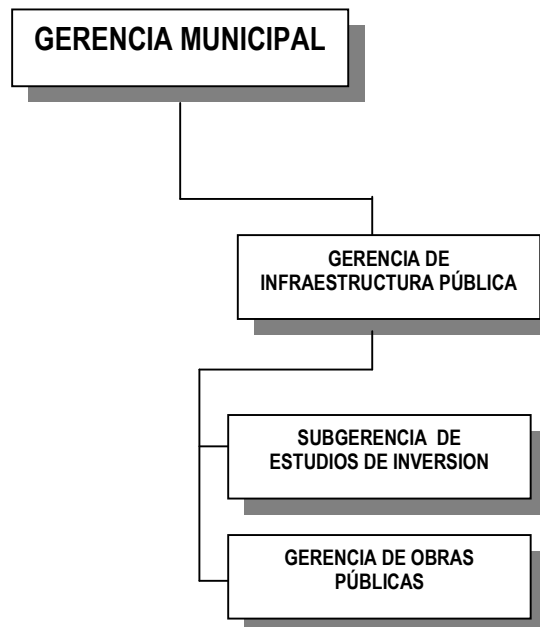 GERENCIA MUNICIPAL
GERENCIA DE
INFRAESTRUCTURA PÚBLICA
SUBGERENCIA DE
ESTUDIOS DE INVERSION
GERENCIA DE OBRAS
PÚBLICAS